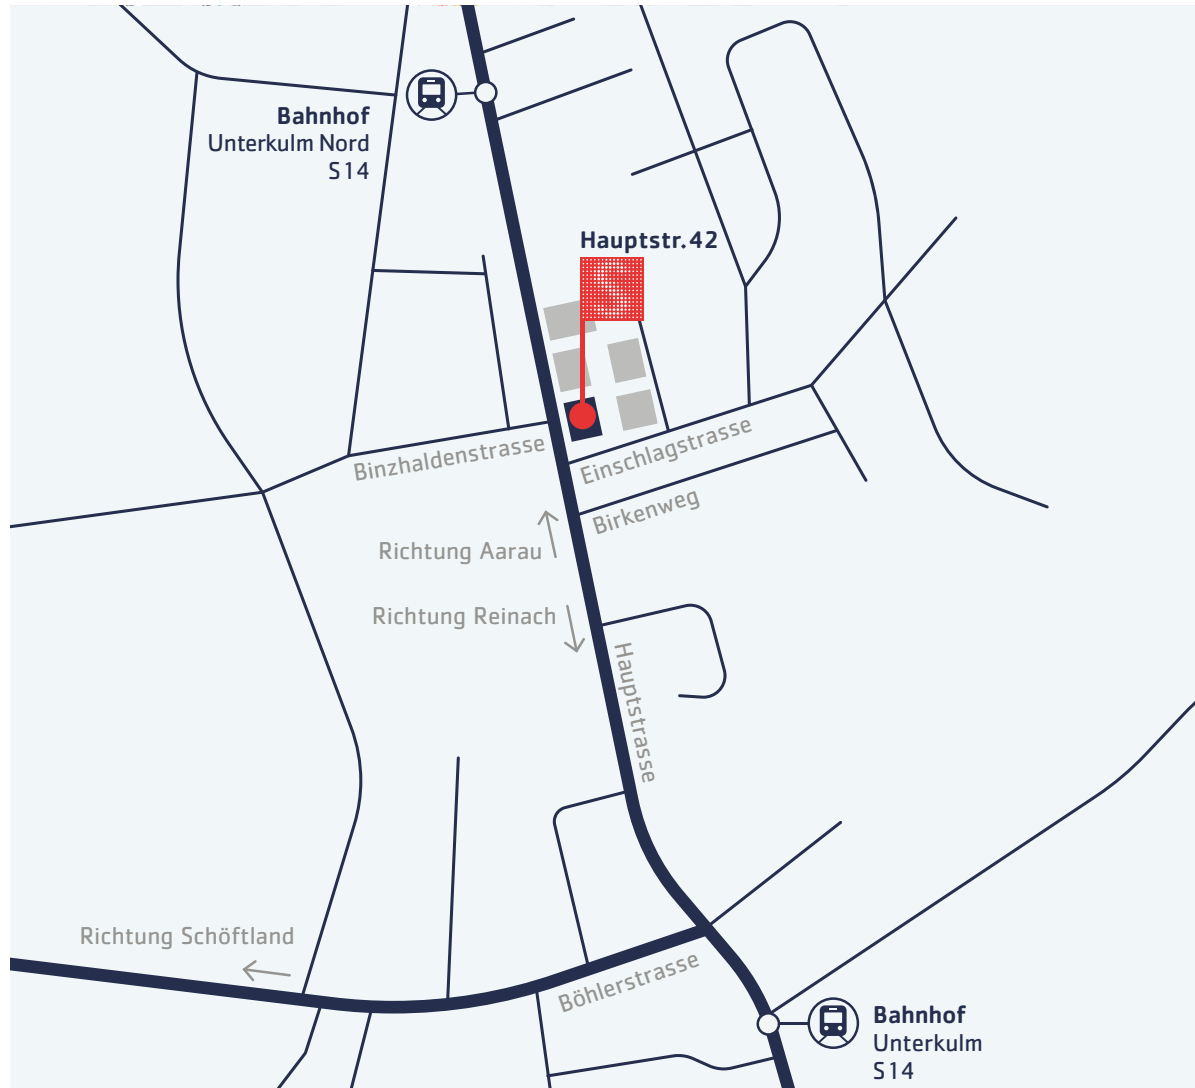 Bahnhof
Unterkulm Nord
S14
Hauptstr. 42
Binzhaldenstrasse
Einschlagstrasse
Birkenweg
Richtung Aarau
Richtung Reinach
Hauptstrasse
Richtung Schöftland
Böhlerstrasse
Bahnhof
Unterkulm
S14